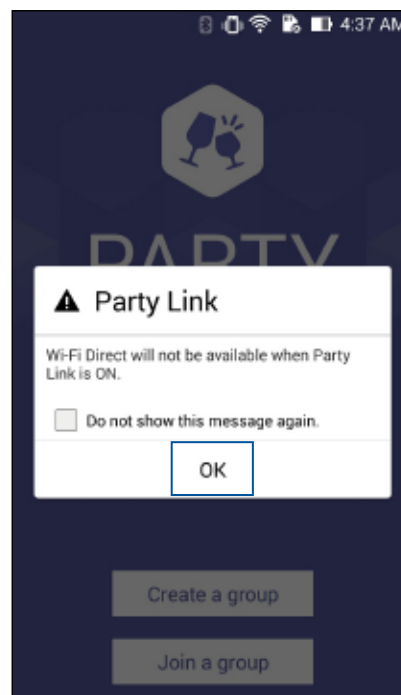 4:37 AM
PARTY
Party Link
Wi-Fi Direct will not be available when Party
Link is ON.
Do not show this message again.
OK
Create a group
Join a group